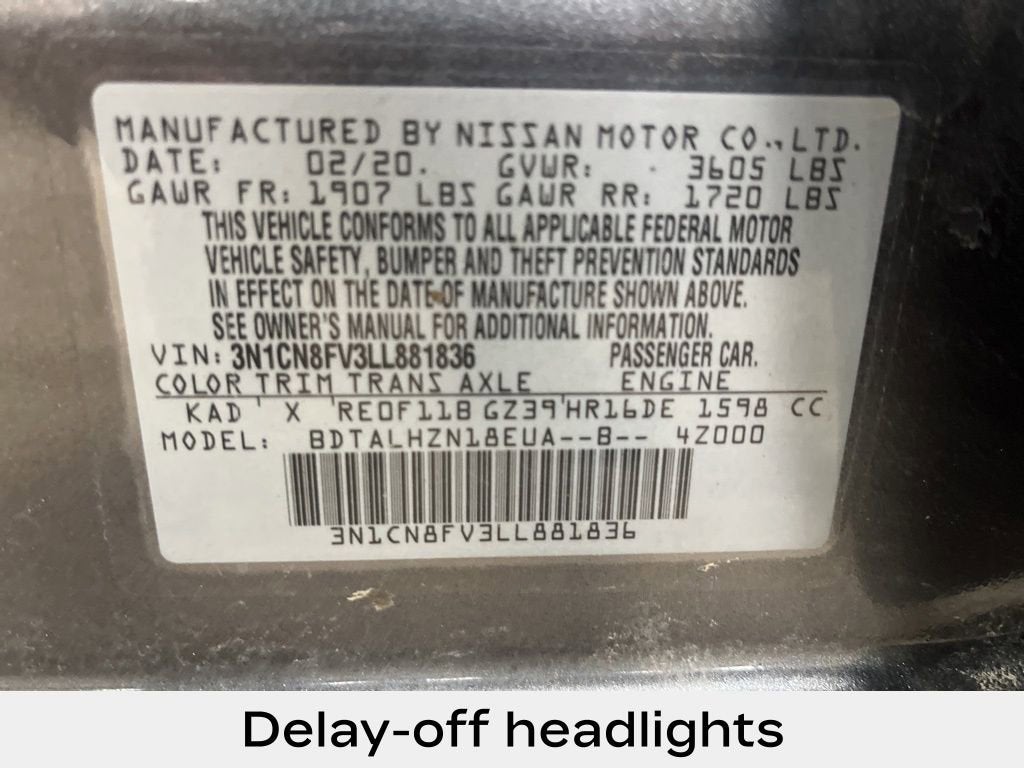 MANUFACTURED BY NISSAN MOTOR CO., LTD.
DATE: 02/20. GVWR: 3605 LBS
GAWR FR: 1907 LBS GAWR RR: 1720 LBS
THIS VEHICLE CONFORMS TO ALL APPLICABLE FEDERAL MOTOR
VEHICLE SAFETY, BUMPER AND THEFT PREVENTION STANDARDS
IN EFFECT ON THE DATE OF MANUFACTURE SHOWN ABOVE.
SEE OWNER'S MANUAL FOR ADDITIONAL INFORMATION.
VIN: 3N1CN8FV3LL881836 PASSENGER CAR.
COLOR TRIM TRANS AXLE ENGINE
KAD X RE0F11B GZ39 HR16DE 1598 CC
MODEL: BDTALHZN18EUA--B-- 4Z000
3N1CN8FV3LL881836
Delay-off headlights